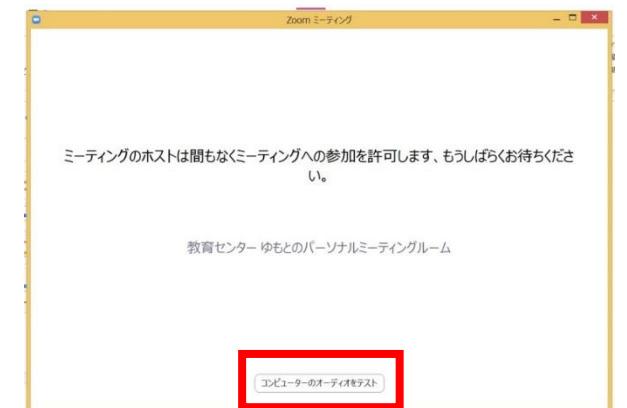 Zoom ミーティング
ミーティングのホストは間もなくミーティングへの参加を許可します、もうしばらくお待ちくださ
い。
教育センター ゆもとのパーソナルミーティングルーム
コンピューターのオーディオをテスト